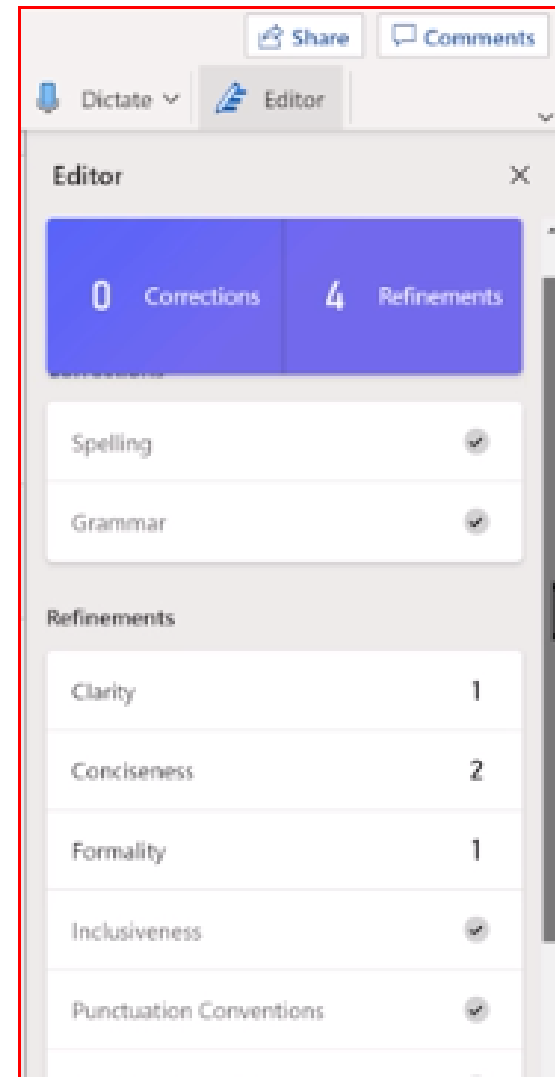 Share Comments
Dictate Editor
Editor
0 Corrections 4 Refinements
Spelling
Grammar
Refinements
Clarity 1
Conciseness 2
Formality 1
Inclusiveness
Punctuation Conventions